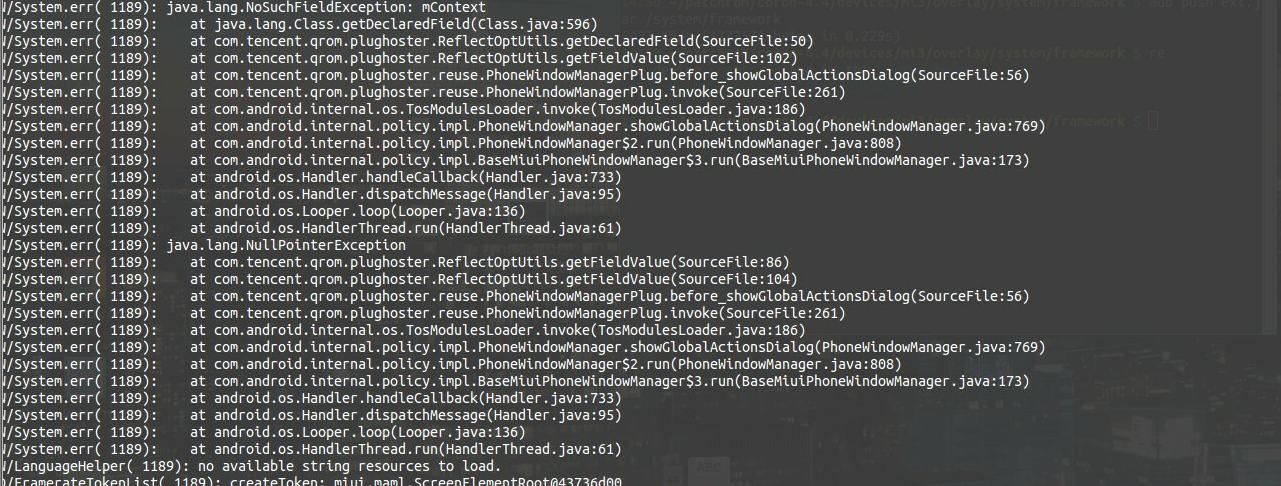 W/System.err( 1189): java.lang.NoSuchFieldException: mContext
W/System.err( 1189):     at java.lang.Class.getDeclaredField(Class.java:596)
W/System.err( 1189):     at com.tencent.qrom.plughoster.ReflectOptUtils.getDeclaredField(SourceFile:50)
W/System.err( 1189):     at com.tencent.qrom.plughoster.ReflectOptUtils.getFieldValue(SourceFile:102)
W/System.err( 1189):     at com.tencent.qrom.plughoster.reuse.PhoneWindowManagerPlug.before_showGlobalActionsDialog(SourceFile:56)
W/System.err( 1189):     at com.tencent.qrom.plughoster.reuse.PhoneWindowManagerPlug.invoke(SourceFile:261)
W/System.err( 1189):     at com.android.internal.os.TosModulesLoader.invoke(TosModulesLoader.java:186)
W/System.err( 1189):     at com.android.internal.policy.impl.PhoneWindowManager.showGlobalActionsDialog(PhoneWindowManager.java:769)
W/System.err( 1189):     at com.android.internal.policy.impl.PhoneWindowManager$2.run(PhoneWindowManager.java:808)
W/System.err( 1189):     at com.android.internal.policy.impl.BaseMiuiPhoneWindowManager$3.run(BaseMiuiPhoneWindowManager.java:173)
W/System.err( 1189):     at android.os.Handler.handleCallback(Handler.java:733)
W/System.err( 1189):     at android.os.Handler.dispatchMessage(Handler.java:95)
W/System.err( 1189):     at android.os.Looper.loop(Looper.java:136)
W/System.err( 1189):     at android.os.HandlerThread.run(HandlerThread.java:61)
W/System.err( 1189): java.lang.NullPointerException
W/System.err( 1189):     at com.tencent.qrom.plughoster.ReflectOptUtils.getFieldValue(SourceFile:86)
W/System.err( 1189):     at com.tencent.qrom.plughoster.ReflectOptUtils.getFieldValue(SourceFile:104)
W/System.err( 1189):     at com.tencent.qrom.plughoster.reuse.PhoneWindowManagerPlug.before_showGlobalActionsDialog(SourceFile:56)
W/System.err( 1189):     at com.tencent.qrom.plughoster.reuse.PhoneWindowManagerPlug.invoke(SourceFile:261)
W/System.err( 1189):     at com.android.internal.os.TosModulesLoader.invoke(TosModulesLoader.java:186)
W/System.err( 1189):     at com.android.internal.policy.impl.PhoneWindowManager.showGlobalActionsDialog(PhoneWindowManager.java:769)
W/System.err( 1189):     at com.android.internal.policy.impl.PhoneWindowManager$2.run(PhoneWindowManager.java:808)
W/System.err( 1189):     at com.android.internal.policy.impl.BaseMiuiPhoneWindowManager$3.run(BaseMiuiPhoneWindowManager.java:173)
W/System.err( 1189):     at android.os.Handler.handleCallback(Handler.java:733)
W/System.err( 1189):     at android.os.Handler.dispatchMessage(Handler.java:95)
W/System.err( 1189):     at android.os.Looper.loop(Looper.java:136)
W/System.err( 1189):     at android.os.HandlerThread.run(HandlerThread.java:61)
/LanguageHelper( 1189): no available string resources to load.
/FramerateTokenList( 1189): createToken: miui.maml.ScreenElementRoot@43736d00